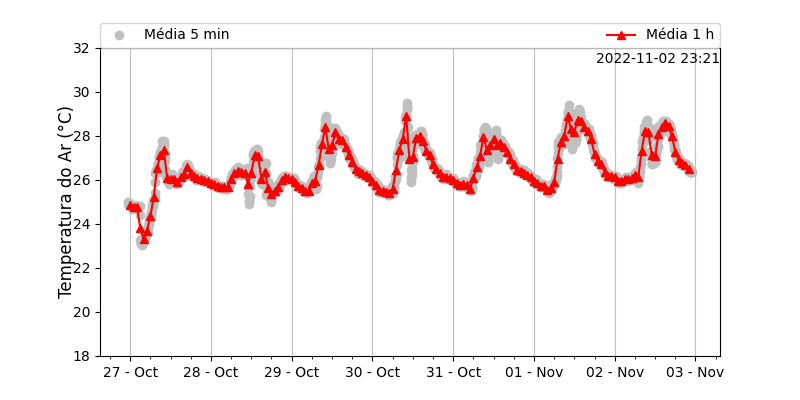 Média 5 min
Média 1 h
2022-11-02 23:21
Temperatura do Ar (°C)
32
30
28
26
24
22
20
18
27 - Oct
28 - Oct
29 - Oct
30 - Oct
31 - Oct
01 - Nov
02 - Nov
03 - Nov